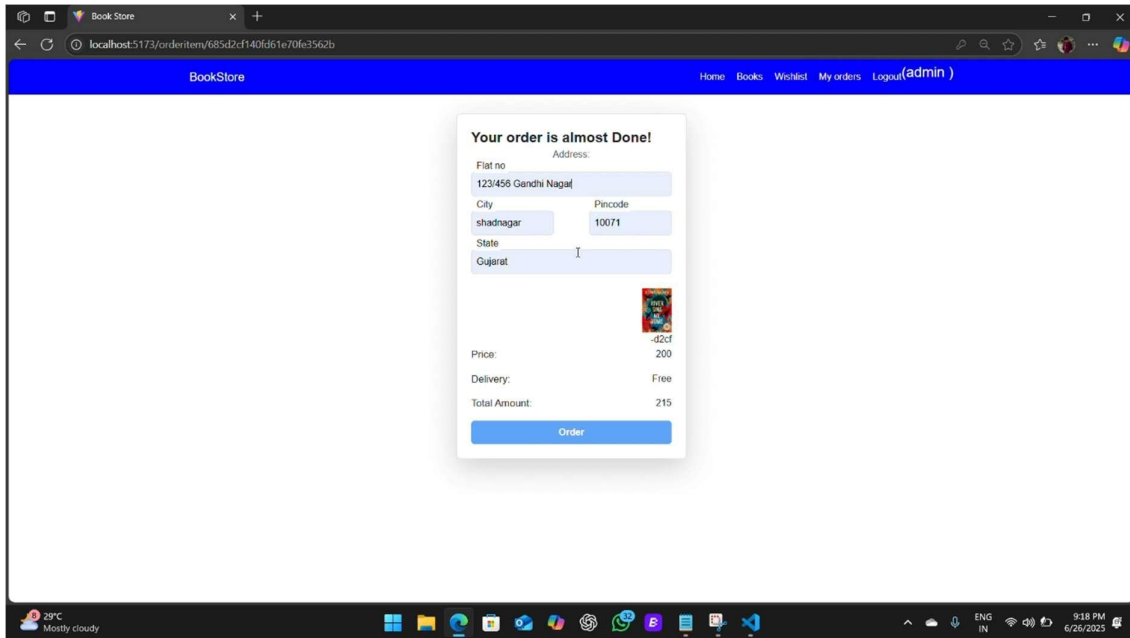 Book Store
localhost:5173/orderitem/685d2cf140fd61e70fe3562b
BookStore
Home Books Wishlist My orders Logout(admin )
Your order is almost Done!
Address:
Flat no
123/456 Gandhi Nagar
City Pincode
shadnagar 10071
State
Gujarat
-d2cf
Price: 200
Delivery: Free
Total Amount: 215
Order
8 29°C
Mostly cloudy
32
ENG
IN
9:18 PM
6/26/2025